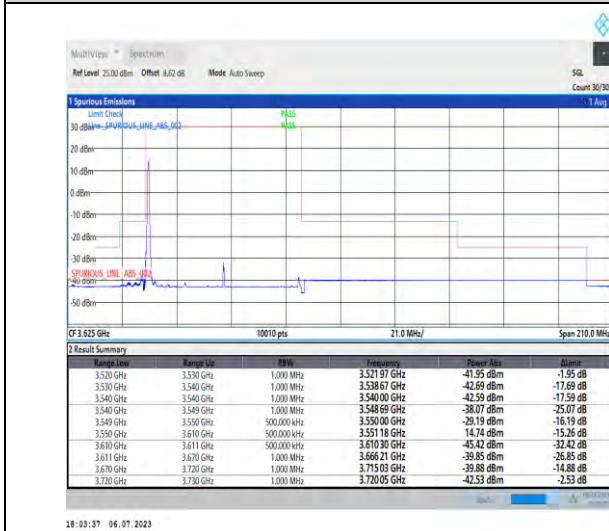 MultiView Spectrum
Ref Level 25.00 dBm Offset 8.62 dB Mode Auto Sweep SGL
Count 30/30
1 Spurious Emissions 1 Avg
Limit Check PASS
Line _SPURIOUS_LINE_ABS_002 PASS
30 dBm
20 dBm
10 dBm
0 dBm
-10 dBm
-20 dBm
-30 dBm
_SPURIOUS_LINE_ABS_002
-40 dBm
-50 dBm
CF 3.625 GHz 10010 pts 21.0 MHz/ Span 210.0 MHz
2 Result Summary
Range Low Range Up RBW Frequency Power Abs ΔLimit
3.520 GHz 3.530 GHz 1.000 MHz 3.521 97 GHz -41.95 dBm -1.95 dB
3.530 GHz 3.540 GHz 1.000 MHz 3.538 67 GHz -42.69 dBm -17.69 dB
3.540 GHz 3.540 GHz 1.000 MHz 3.540 00 GHz -42.59 dBm -17.59 dB
3.540 GHz 3.549 GHz 1.000 MHz 3.548 69 GHz -38.07 dBm -25.07 dB
3.549 GHz 3.550 GHz 500.000 kHz 3.550 00 GHz -29.19 dBm -16.19 dB
3.550 GHz 3.610 GHz 500.000 kHz 3.551 18 GHz 14.74 dBm -15.26 dB
3.610 GHz 3.611 GHz 500.000 kHz 3.610 30 GHz -45.42 dBm -32.42 dB
3.611 GHz 3.670 GHz 1.000 MHz 3.666 21 GHz -39.85 dBm -26.85 dB
3.670 GHz 3.720 GHz 1.000 MHz 3.715 03 GHz -39.88 dBm -14.88 dB
3.720 GHz 3.730 GHz 1.000 MHz 3.720 05 GHz -42.53 dBm -2.53 dB
18:03:37 06.07.2023